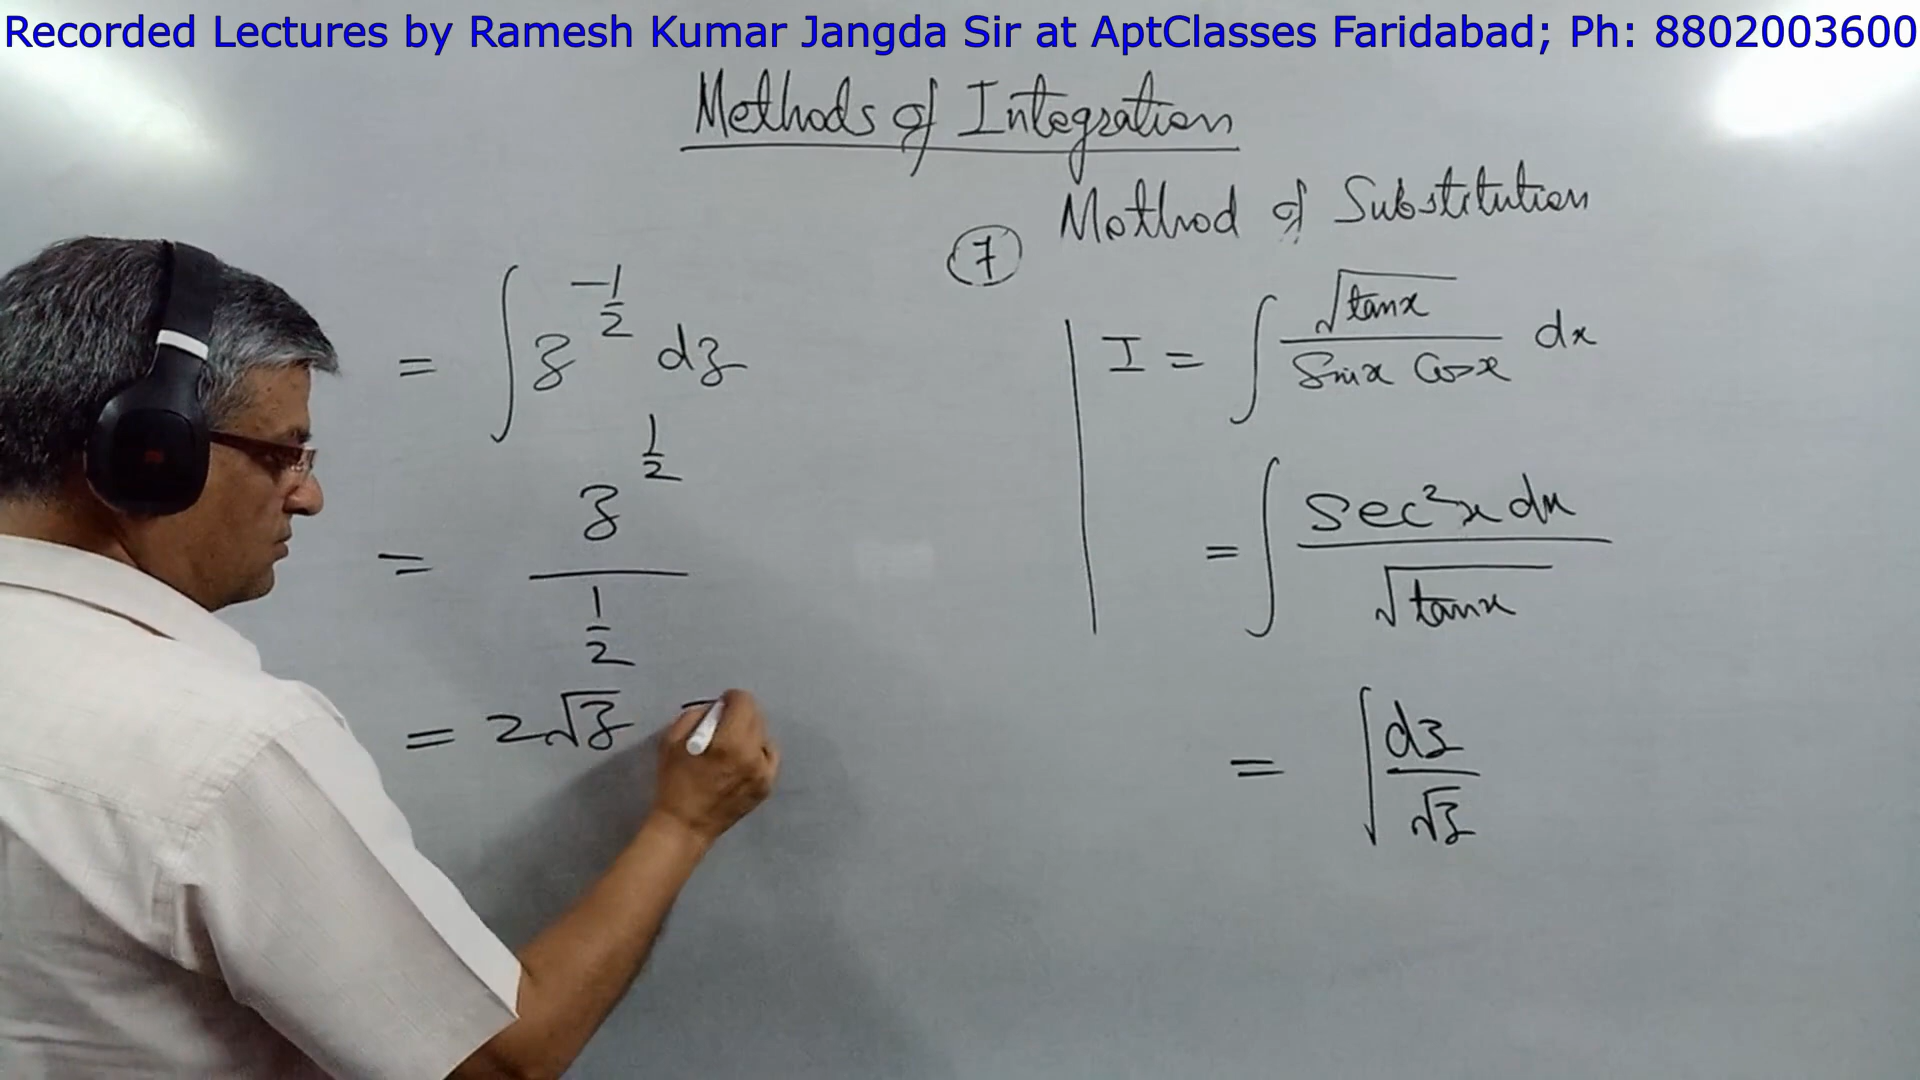 Recorded Lectures by Ramesh Kumar Jangda Sir at AptClasses Faridabad; Ph: 8802003600
Methods of Integration
Method of Substitution
7
I = ∫ √tanx / Sinx Cosx dx
= ∫ Sec²x dx / √tanx
= ∫ dz / √z
= ∫ z^(-1/2) dz
= z^(1/2) / (1/2)
= 2√z